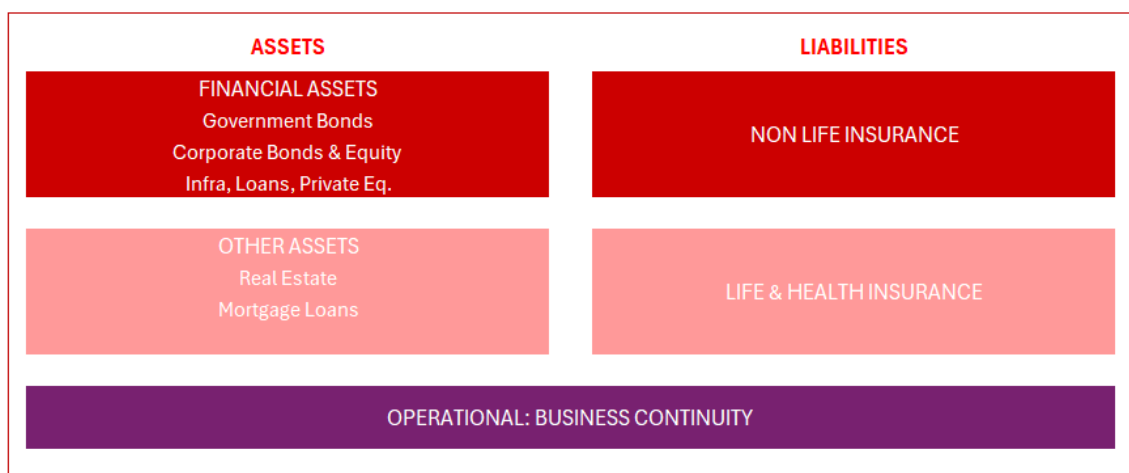 ASSETS
LIABILITIES
FINANCIAL ASSETS
Government Bonds
Corporate Bonds & Equity
Infra, Loans, Private Eq.
NON LIFE INSURANCE
OTHER ASSETS
Real Estate
Mortgage Loans
LIFE & HEALTH INSURANCE
OPERATIONAL: BUSINESS CONTINUITY